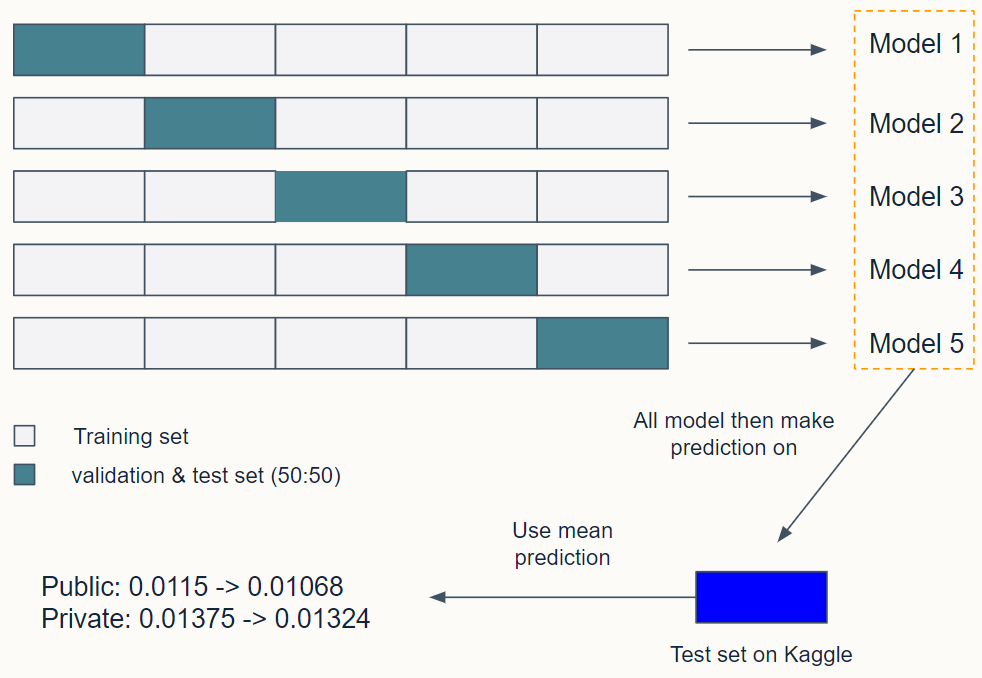 Model 1
Model 2
Model 3
Model 4
Model 5
Training set
validation & test set (50:50)
All model then make
prediction on
Use mean
prediction
Public: 0.0115 -> 0.01068
Private: 0.01375 -> 0.01324
Test set on Kaggle